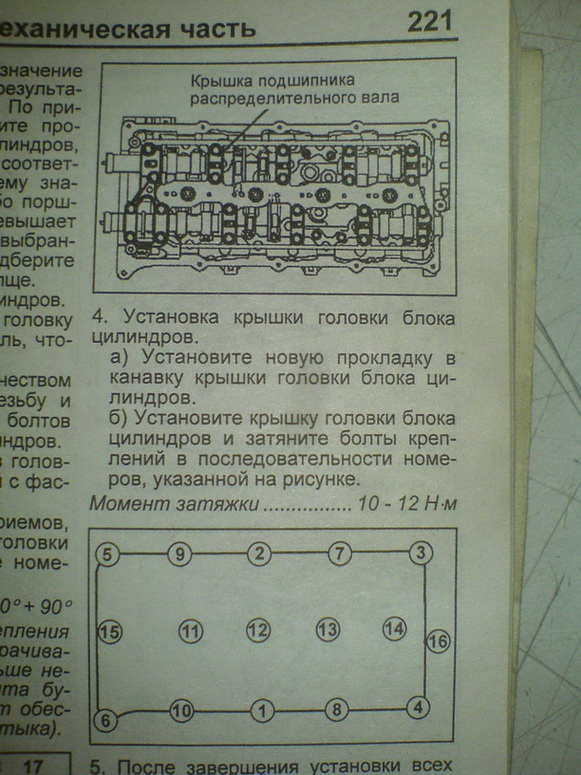 еханическая часть
221
значение
результа-
По при-
ите про-
линдров,
соответ-
ему зна-
бо порш-
евышает
выбран-
дберите
лще.
индров.
головку
ль, что-
чеством
езьбу и
болтов
ндров.
голов-
и с фас-
риемов,
головки
е номе-
0° + 90°
епления
рачива-
ьше не-
та бу-
т обес-
тыка).
17
Крышка подшипника
распределительного вала
4. Установка крышки головки блока
цилиндров.
а) Установите новую прокладку в
канавку крышки головки блока ци-
линдров.
б) Установите крышку головки блока
цилиндров и затяните болты креп-
лений в последовательности номе-
ров, указанной на рисунке.
Момент затяжки ................ 10 - 12 Н·м
5 9 2 7 3
15 11 12 13 14 16
6 10 1 8 4
5. После завершения установки всех